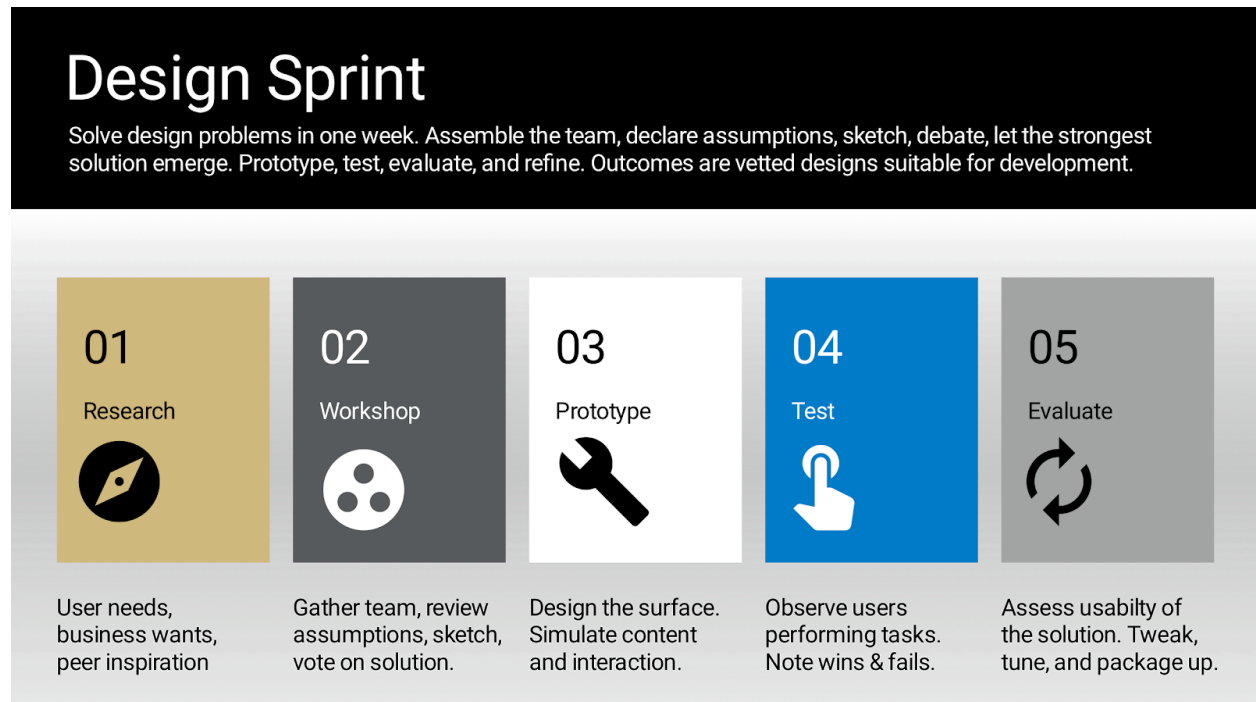 Design Sprint
Solve design problems in one week. Assemble the team, declare assumptions, sketch, debate, let the strongest
solution emerge. Prototype, test, evaluate, and refine. Outcomes are vetted designs suitable for development.
01
Research
User needs,
business wants,
peer inspiration
02
Workshop
Gather team, review
assumptions, sketch,
vote on solution.
03
Prototype
Design the surface.
Simulate content
and interaction.
04
Test
Observe users
performing tasks.
Note wins & fails.
05
Evaluate
Assess usabilty of
the solution. Tweak,
tune, and package up.